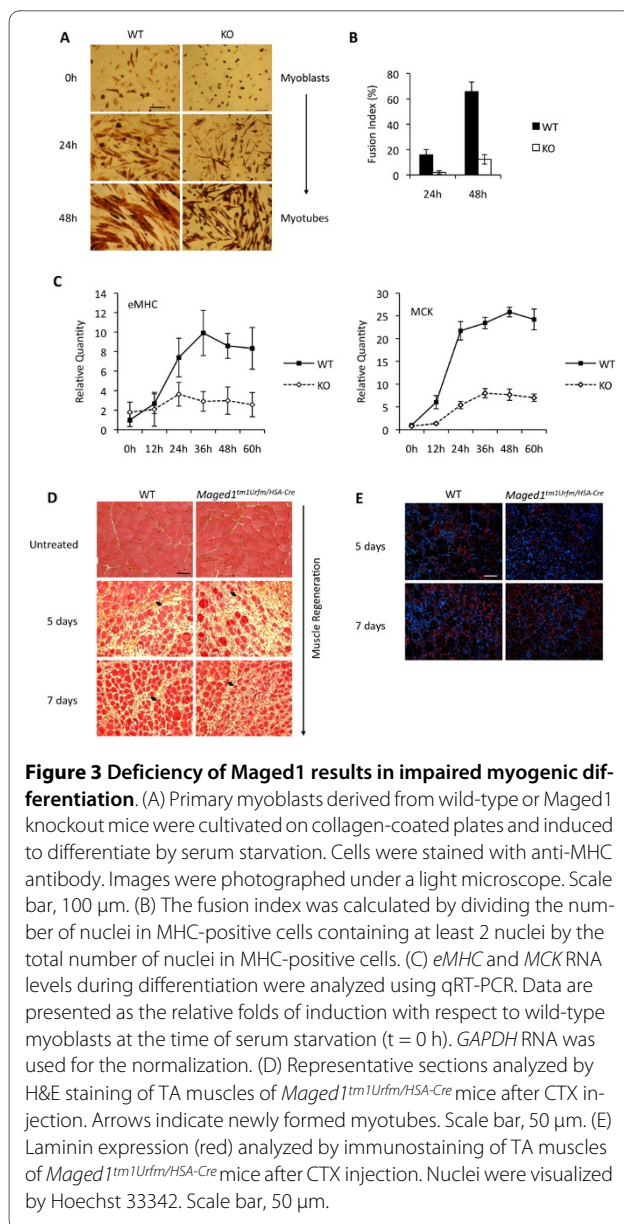 A
WT
KO
0h
Myoblasts
24h
48h
Myotubes
B
Fusion Index (%)
80
60
40
20
0
24h
48h
WT
KO
C
eMHC
Relative Quantity
14
12
10
8
6
4
2
0
0h 12h 24h 36h 48h 60h
WT
KO
MCK
Relative Quantity
30
25
20
15
10
5
0
0h 12h 24h 36h 48h 60h
WT
KO
D
WT
Maged1tm1Urfm/HSA-Cre
Untreated
5 days
7 days
Muscle Regeneration
E
WT
Maged1tm1Urfm/HSA-Cre
5 days
7 days
Figure 3 Deficiency of Maged1 results in impaired myogenic dif-
ferentiation. (A) Primary myoblasts derived from wild-type or Maged1
knockout mice were cultivated on collagen-coated plates and induced
to differentiate by serum starvation. Cells were stained with anti-MHC
antibody. Images were photographed under a light microscope. Scale
bar, 100 μm. (B) The fusion index was calculated by dividing the num-
ber of nuclei in MHC-positive cells containing at least 2 nuclei by the
total number of nuclei in MHC-positive cells. (C) eMHC and MCK RNA
levels during differentiation were analyzed using qRT-PCR. Data are
presented as the relative folds of induction with respect to wild-type
myoblasts at the time of serum starvation (t = 0 h). GAPDH RNA was
used for the normalization. (D) Representative sections analyzed by
H&E staining of TA muscles of Maged1tm1Urfm/HSA-Cre mice after CTX in-
jection. Arrows indicate newly formed myotubes. Scale bar, 50 μm. (E)
Laminin expression (red) analyzed by immunostaining of TA muscles
of Maged1tm1Urfm/HSA-Cre mice after CTX injection. Nuclei were visualized
by Hoechst 33342. Scale bar, 50 μm.